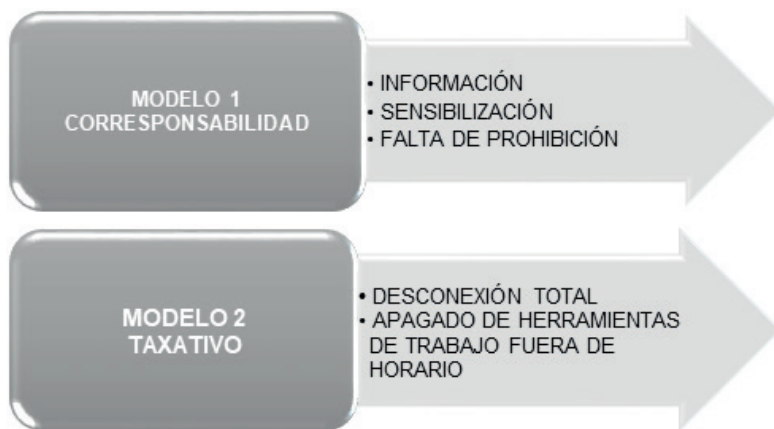 MODELO 1
CORRESPONSABILIDAD
• INFORMACIÓN
• SENSIBILIZACIÓN
• FALTA DE PROHIBICIÓN
MODELO 2
TAXATIVO
• DESCONEXIÓN TOTAL
• APAGADO DE HERRAMIENTAS
DE TRABAJO FUERA DE
HORARIO